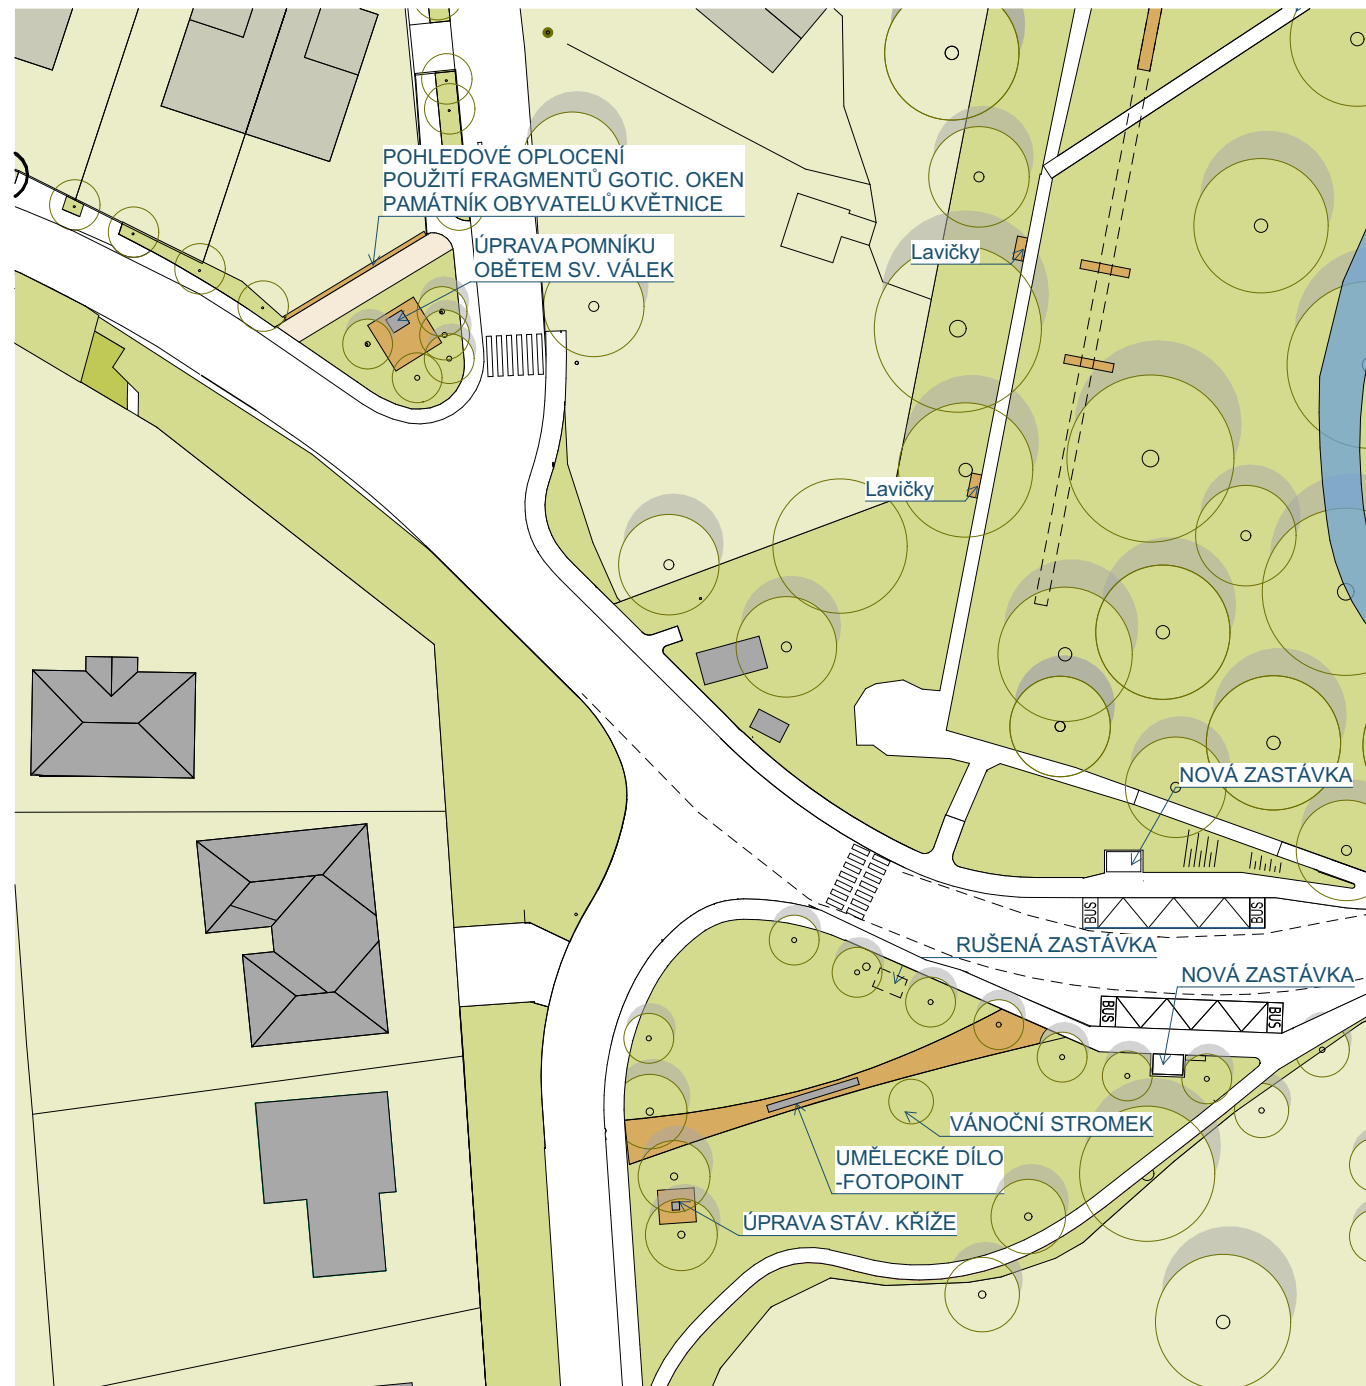 POHLEDOVÉ OPLOCENÍ
POUŽITÍ FRAGMENTŮ GOTIC. OKEN
PAMÁTNÍK OBYVATELŮ KVĚTNICE
ÚPRAVA POMNÍKU
OBĚTEM SV. VÁLEK
Lavičky
Lavičky
NOVÁ ZASTÁVKA
BUS
BUS
RUŠENÁ ZASTÁVKA
NOVÁ ZASTÁVKA
BUS
BUS
VÁNOČNÍ STROMEK
UMĚLECKÉ DÍLO
-FOTOPOINT
ÚPRAVA STÁV. KŘÍŽE